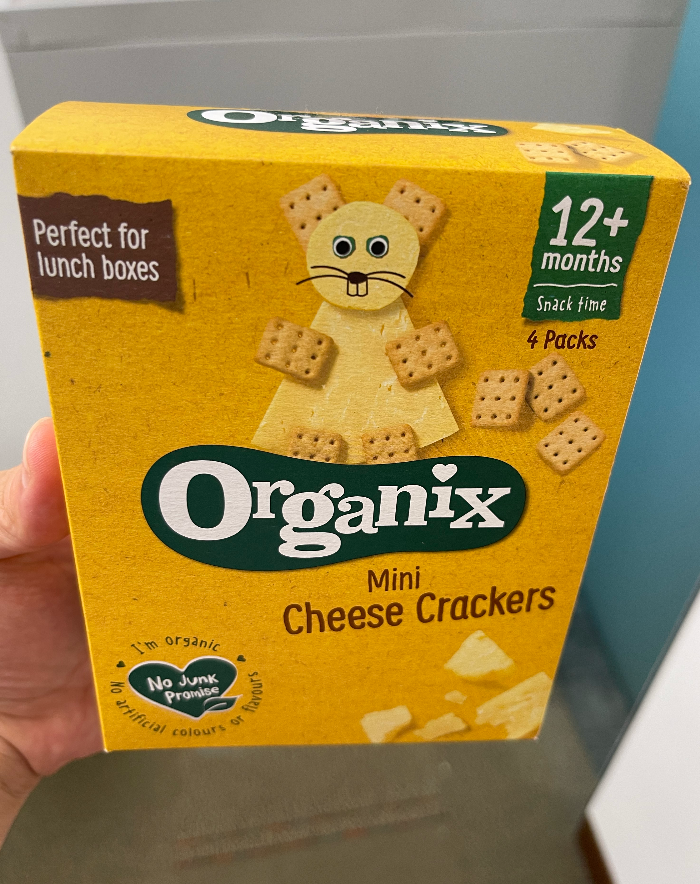 Organix
Perfect for
lunch boxes
12+
months
Snack time
4 Packs
Organix
Mini
Cheese Crackers
I'm organic
No Junk
Promise
No artificial colours or flavours